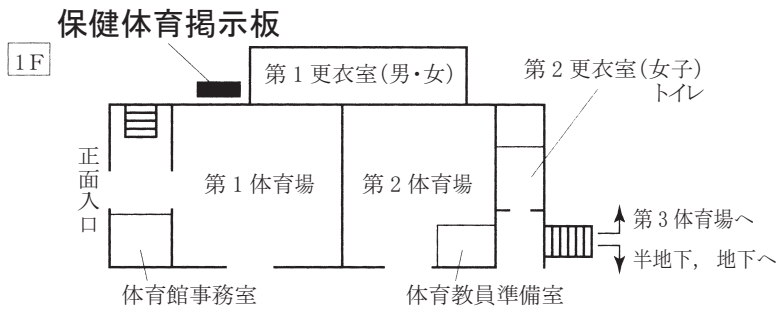 保健体育掲示板
1F
第1更衣室(男・女)
第2更衣室(女子)
トイレ
正面入口
第1体育場
第2体育場
第3体育場へ
半地下, 地下へ
体育館事務室
体育教員準備室